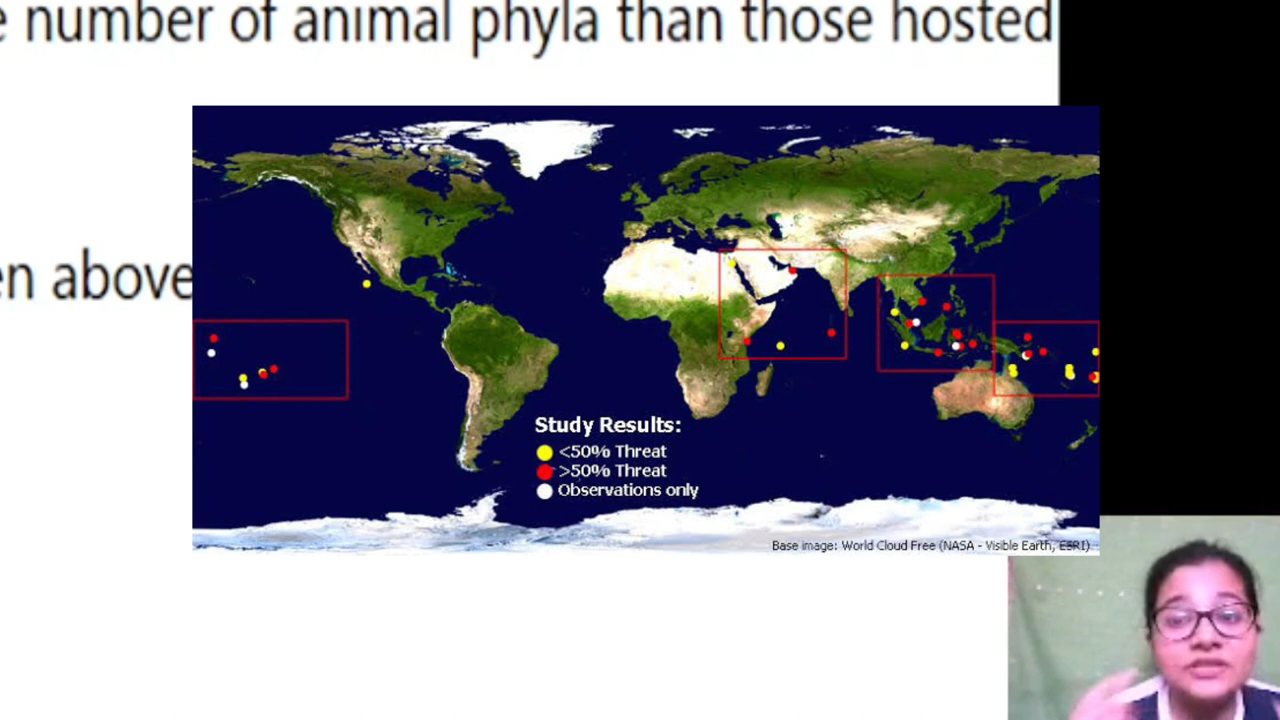 e number of animal phyla than those hosted
en above
Study Results:
<50% Threat
>50% Threat
Observations only
Base image: World Cloud Free (NASA - Visible Earth, ESRI)